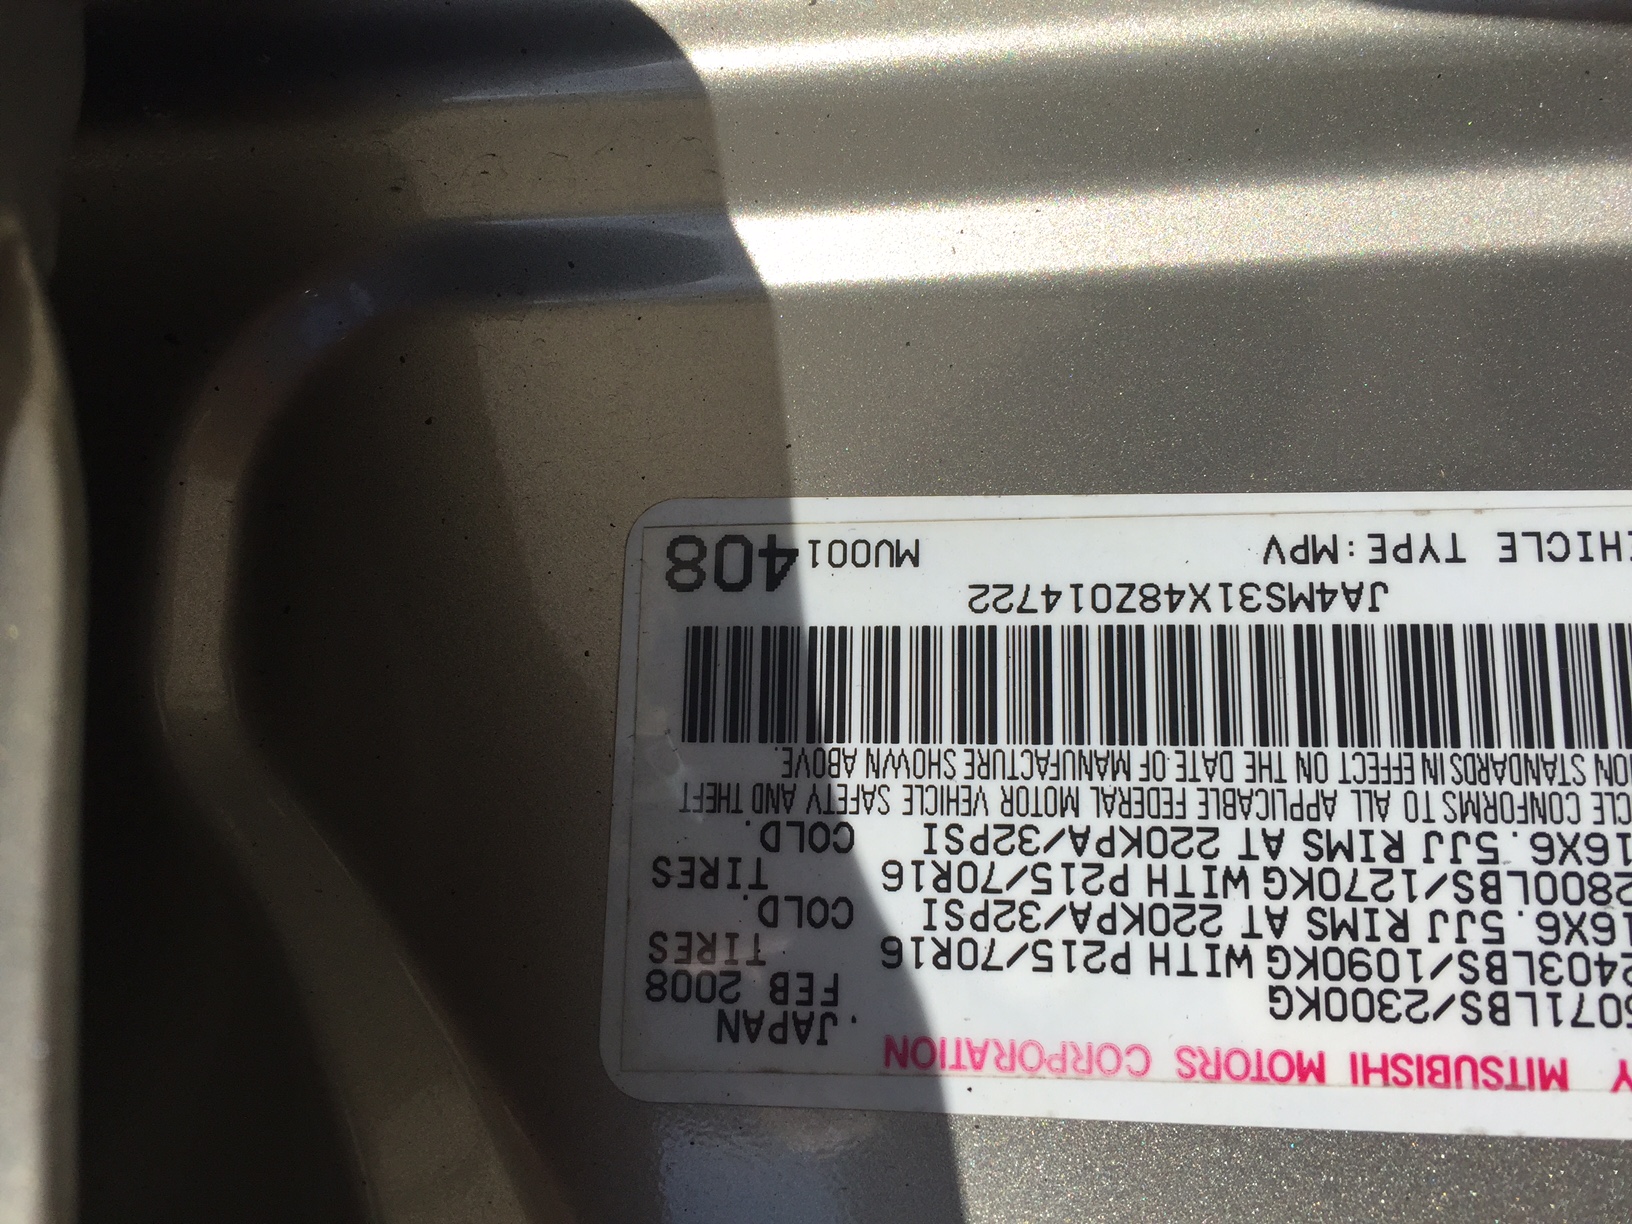 Y MITSUBISHI MOTORS CORPORATION
.JAPAN
5071LBS/2300KG FEB 2008
2403LBS/1090KG WITH P215/70R16 TIRES
16X6.5JJ RIMS AT 220KPA/32PSI COLD.
2800LBS/1270KG WITH P215/70R16 TIRES
16X6.5JJ RIMS AT 220KPA/32PSI COLD.
CLE CONFORMS TO ALL APPLICABLE FEDERAL MOTOR VEHICLE SAFETY AND THEFT
ION STANDARDS IN EFFECT ON THE DATE OF MANUFACTURE SHOWN ABOVE.
JA4MS31X48Z014722
EHICLE TYPE:MPV MU001408